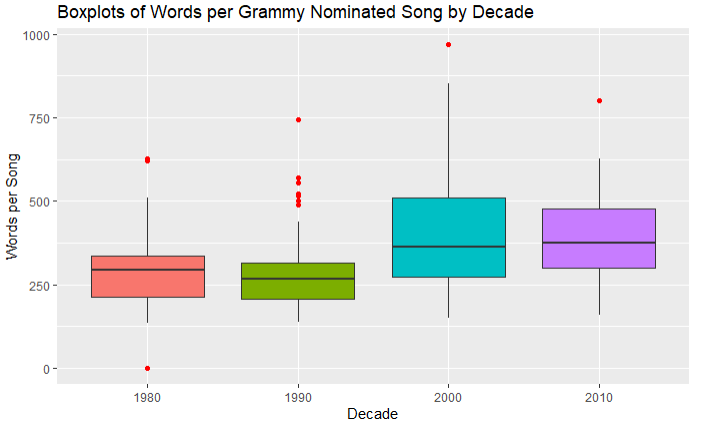 Boxplots of Words per Grammy Nominated Song by Decade
1000
750
500
250
0
Words per Song
1980 1990 2000 2010
Decade